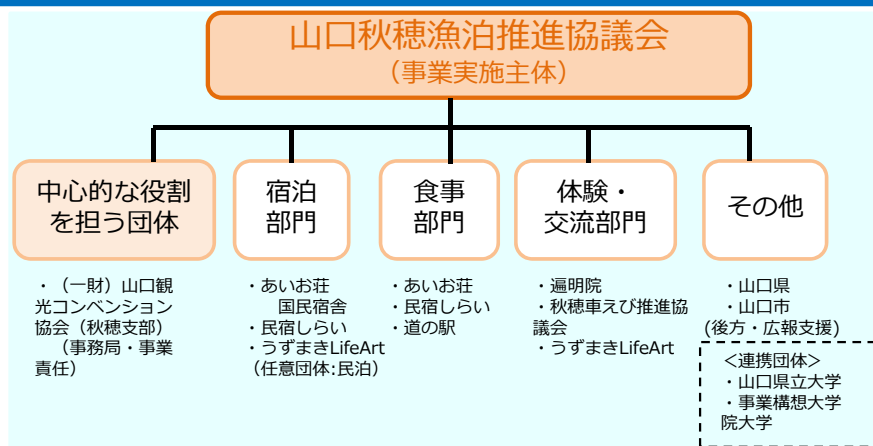 山口秋穂漁泊推進協議会
（事業実施主体）
中心的な役割
を担う団体
宿泊
部門
食事
部門
体験・
交流部門
その他
・（一財）山口観
光コンベンション
協会（秋穂支部）
（事務局・事業
責任）
・あいお荘
国民宿舎
・民宿しらい
・うずまきLifeArt
（任意団体:民泊）
・あいお荘
・民宿しらい
・道の駅
・遍明院
・秋穂車えび推進協
議会
・うずまきLifeArt
・山口県
・山口市
(後方・広報支援)
＜連携団体＞
・山口県立大学
・事業構想大学
院大学